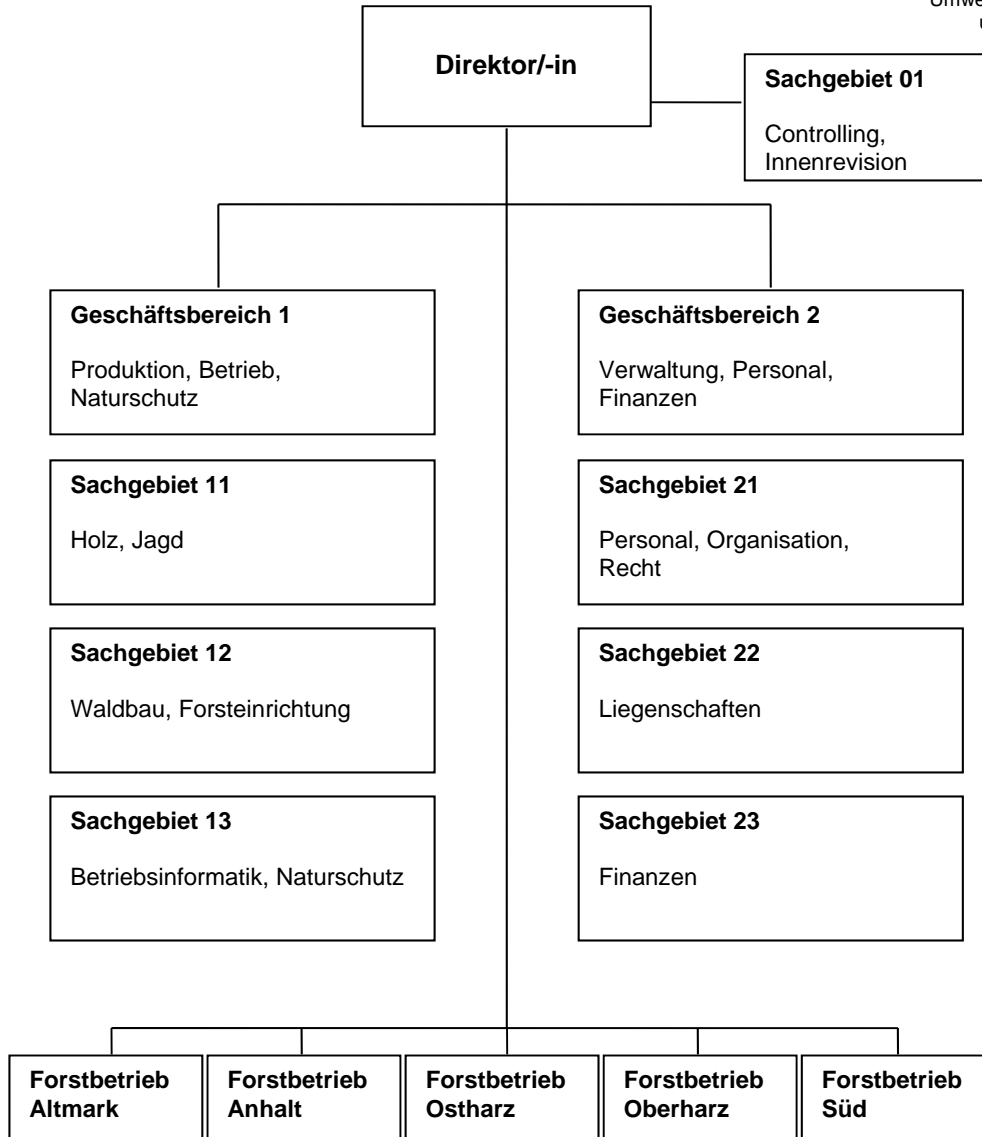 Direktor/-in
Sachgebiet 01
Controlling,
Innenrevision
Geschäftsbereich 1
Produktion, Betrieb,
Naturschutz
Geschäftsbereich 2
Verwaltung, Personal,
Finanzen
Sachgebiet 11
Holz, Jagd
Sachgebiet 21
Personal, Organisation,
Recht
Sachgebiet 12
Waldbau, Forsteinrichtung
Sachgebiet 22
Liegenschaften
Sachgebiet 13
Betriebsinformatik, Naturschutz
Sachgebiet 23
Finanzen
Forstbetrieb
Altmark
Forstbetrieb
Anhalt
Forstbetrieb
Ostharz
Forstbetrieb
Oberharz
Forstbetrieb
Süd